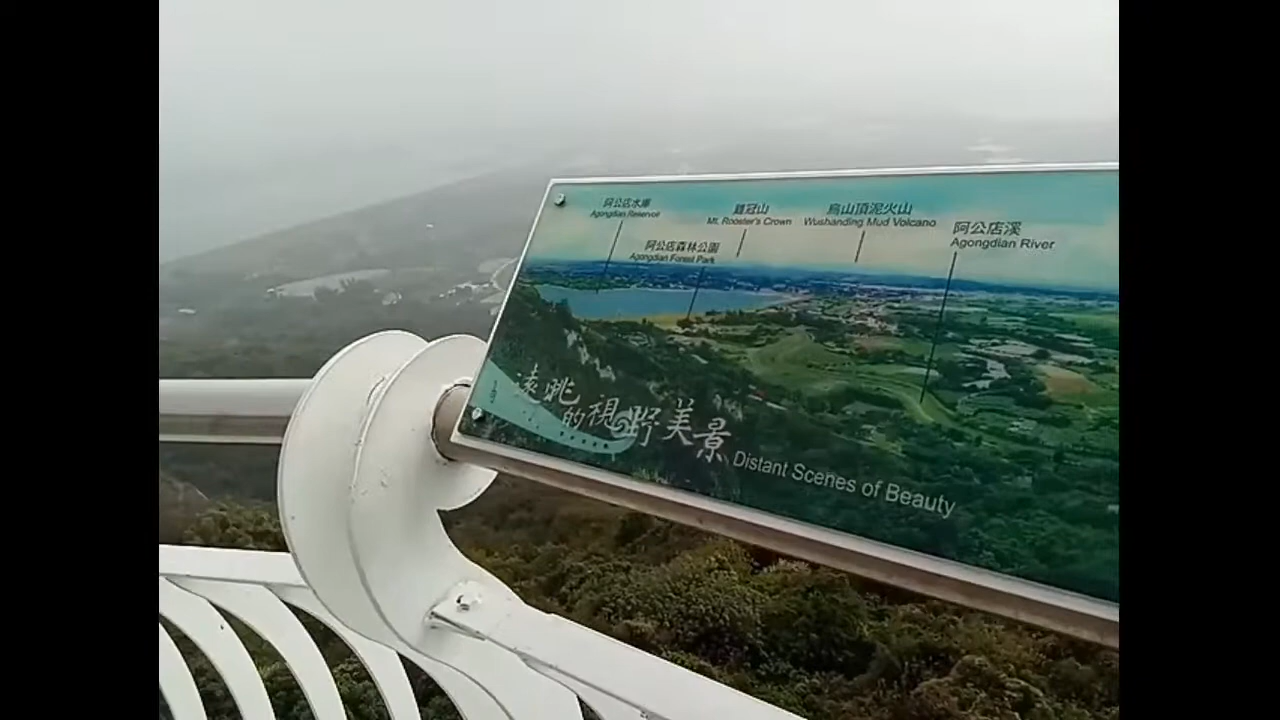 阿公店水庫
Agongdian Reservoir
阿公店森林公園
Agongdian Forest Park
雞冠山
Mt. Rooster's Crown
烏山頂泥火山
Wushanding Mud Volcano
阿公店溪
Agongdian River
遠眺
的視野美景
Distant Scenes of Beauty